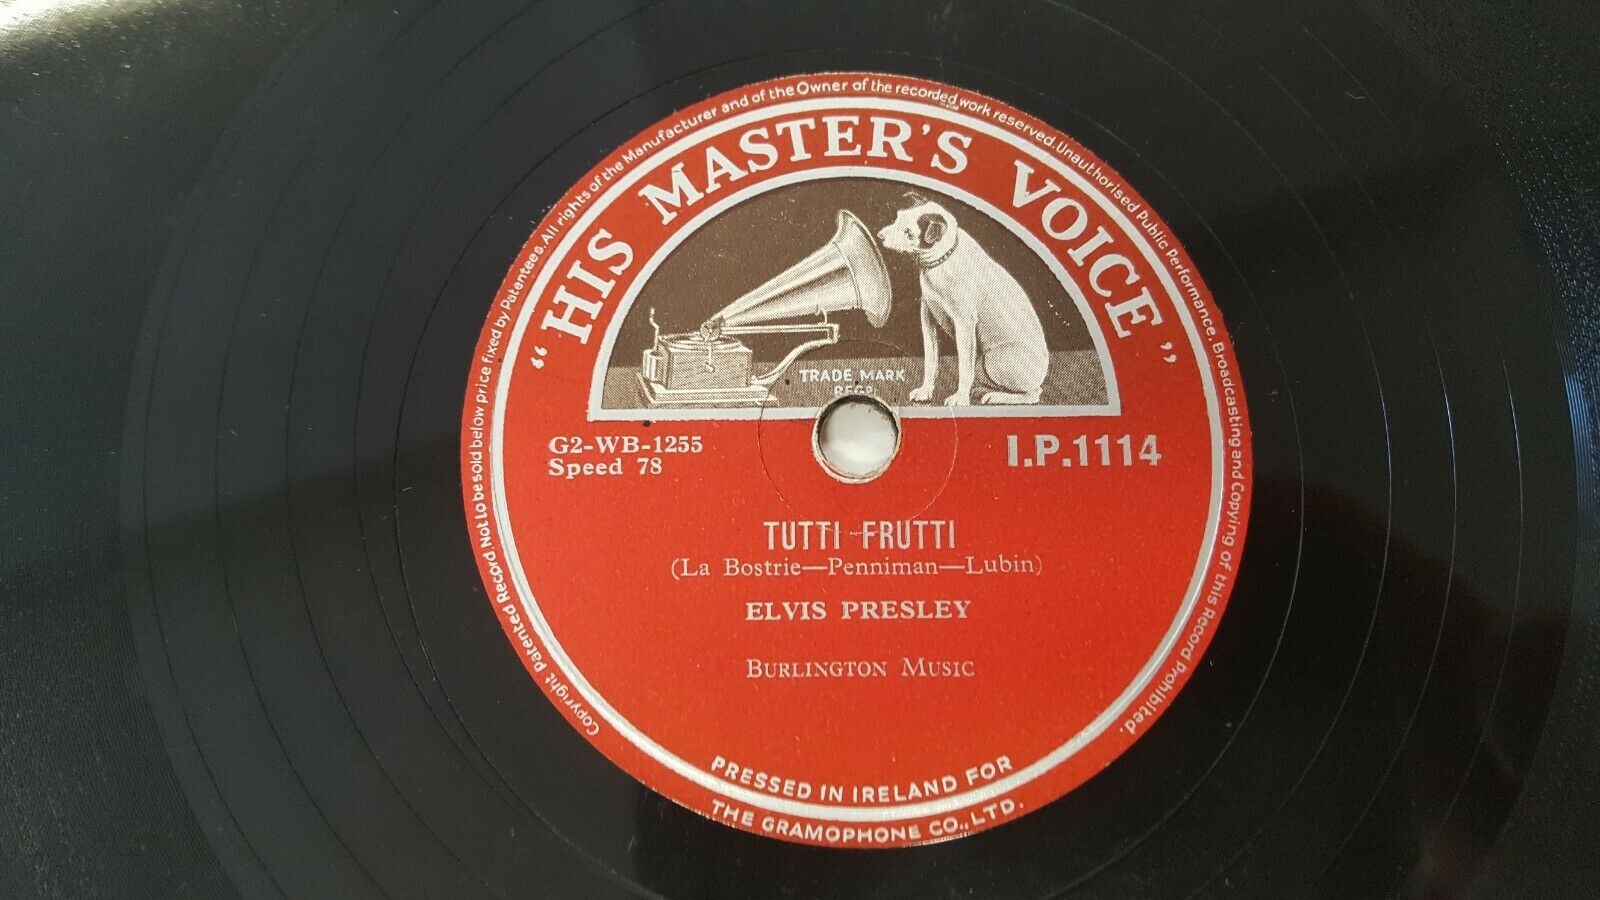 Copyright Patented Record Not to be sold below price fixed by Patentees. All rights of the Manufacturer and of the Owner of the recorded work reserved. Unauthorised Public Performance. Broadcasting and Copying of this Record Prohibited.
"HIS MASTER'S VOICE"
TRADE MARK
REGD.
G2-WB-1255
Speed 78
I.P.1114
TUTTI FRUTTI
(La Bostrie—Penniman—Lubin)
ELVIS PRESLEY
BURLINGTON MUSIC
PRESSED IN IRELAND FOR
THE GRAMOPHONE CO., LTD.